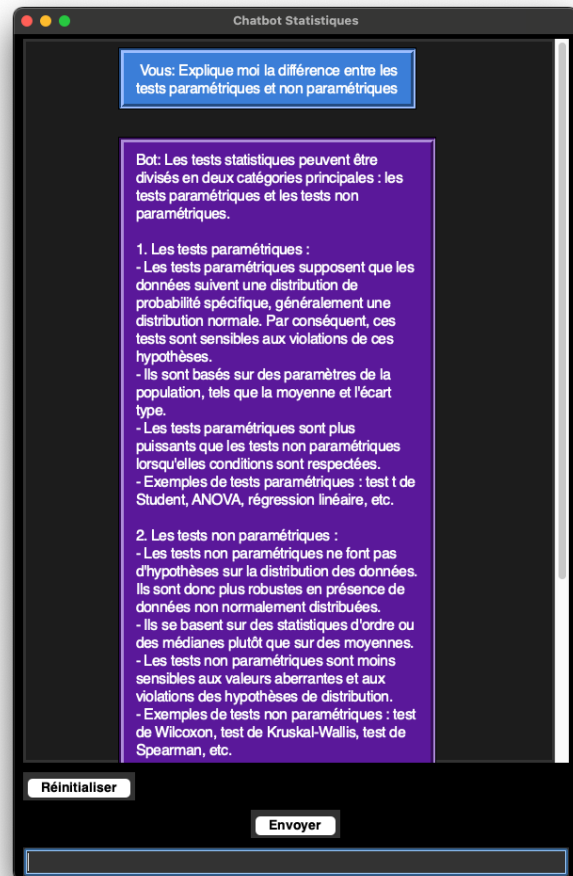 Chatbot Statistiques
Vous: Explique moi la différence entre les
tests paramétriques et non paramétriques
Bot: Les tests statistiques peuvent être
divisés en deux catégories principales : les
tests paramétriques et les tests non
paramétriques.
1. Les tests paramétriques :
- Les tests paramétriques supposent que les
données suivent une distribution de
probabilité spécifique, généralement une
distribution normale. Par conséquent, ces
tests sont sensibles aux violations de ces
hypothèses.
- Ils sont basés sur des paramètres de la
population, tels que la moyenne et l'écart
type.
- Les tests paramétriques sont plus
puissants que les tests non paramétriques
lorsqu'elles conditions sont respectées.
- Exemples de tests paramétriques : test t de
Student, ANOVA, régression linéaire, etc.
2. Les tests non paramétriques :
- Les tests non paramétriques ne font pas
d'hypothèses sur la distribution des données.
Ils sont donc plus robustes en présence de
données non normalement distribuées.
- Ils se basent sur des statistiques d'ordre ou
des médianes plutôt que sur des moyennes.
- Les tests non paramétriques sont moins
sensibles aux valeurs aberrantes et aux
violations des hypothèses de distribution.
- Exemples de tests non paramétriques : test
de Wilcoxon, test de Kruskal-Wallis, test de
Spearman, etc.
Réinitialiser
Envoyer